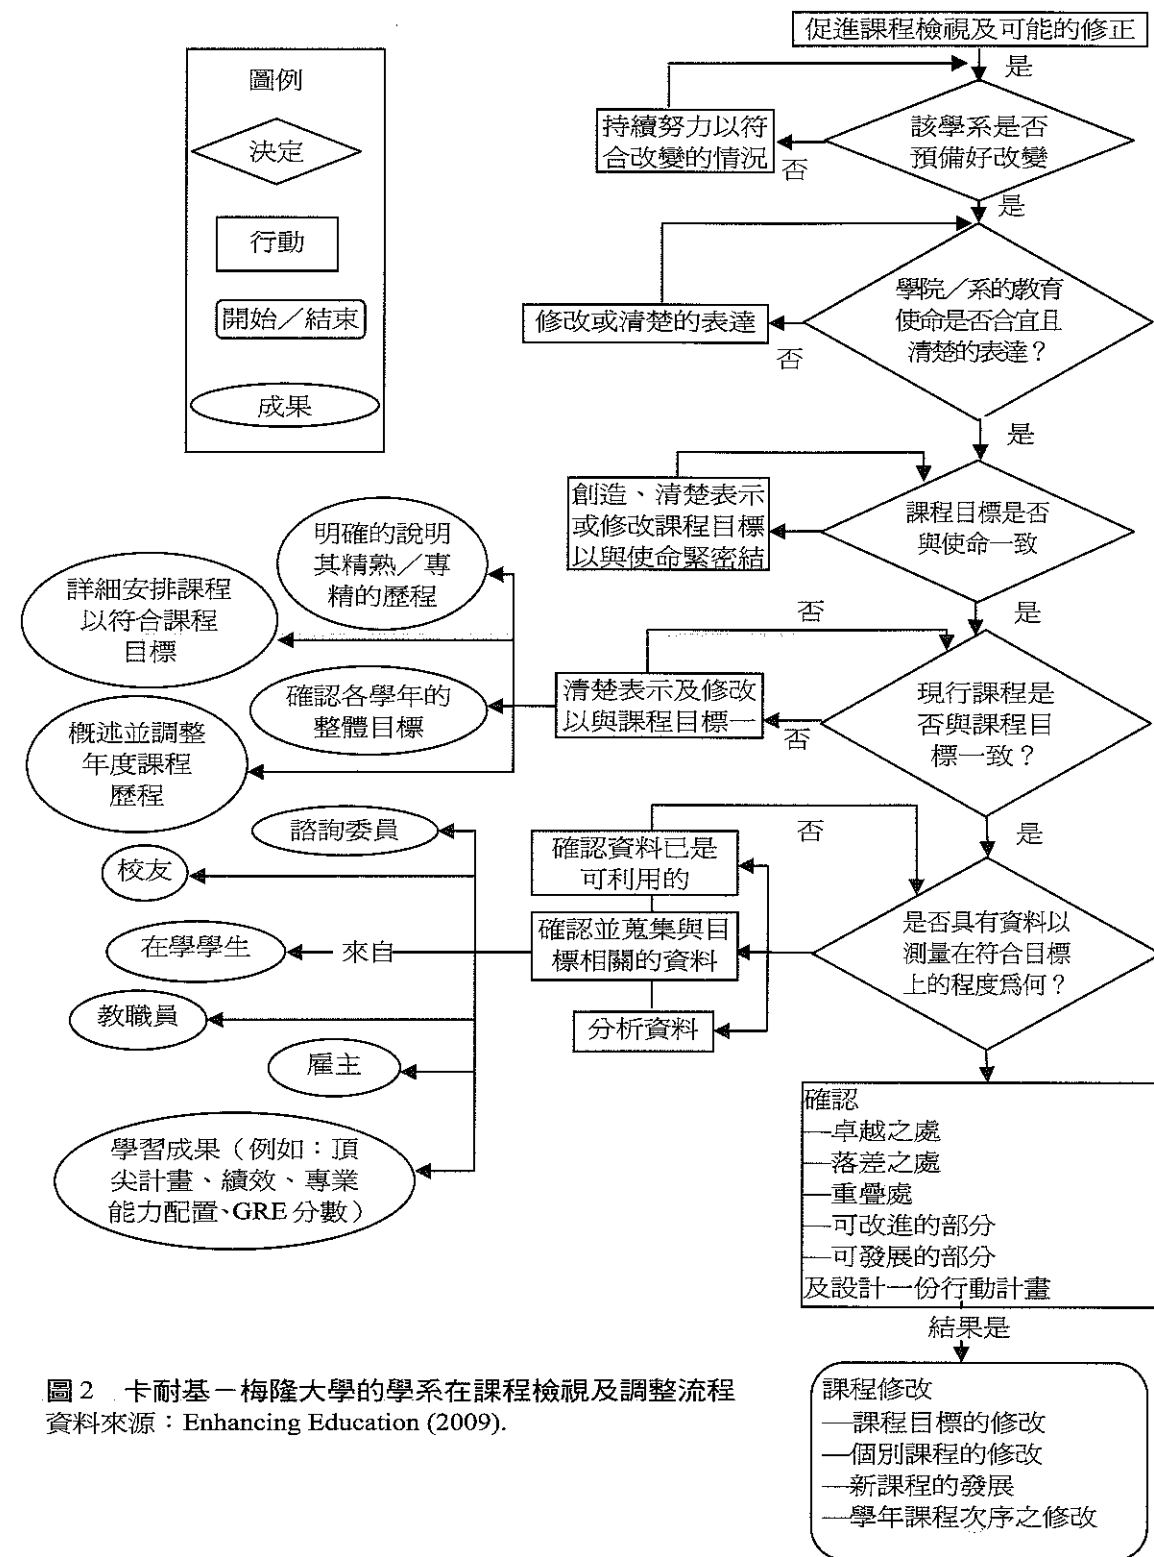 促進課程檢視及可能的修正
是
圖例
決定
行動
開始／結束
成果
該學系是否
預備好改變
否
持續努力以符
合改變的情況
是
學院／系的教育
使命是否合宜且
清楚的表達？
否
修改或清楚的表達
是
課程目標是否
與使命一致
創造、清楚表示
或修改課程目標
以與使命緊密結
是
否
現行課程是
否與課程目
標一致？
否
清楚表示及修改
以與課程目標一
明確的說明
其精熟／專
精的歷程
詳細安排課程
以符合課程
目標
確認各學年的
整體目標
概述並調整
年度課程
歷程
是
否
是否具有資料以
測量在符合目標
上的程度爲何？
確認資料已是
可利用的
確認並蒐集與目
標相關的資料
分析資料
來自
諮詢委員
校友
在學學生
教職員
雇主
學習成果（例如：頂
尖計畫、績效、專業
能力配置、GRE 分數）
確認
—卓越之處
—落差之處
—重疊處
—可改進的部分
—可發展的部分
及設計一份行動計畫
結果是
課程修改
—課程目標的修改
—個別課程的修改
—新課程的發展
—學年課程次序之修改
圖 2 卡耐基－梅隆大學的學系在課程檢視及調整流程
資料來源：Enhancing Education (2009).